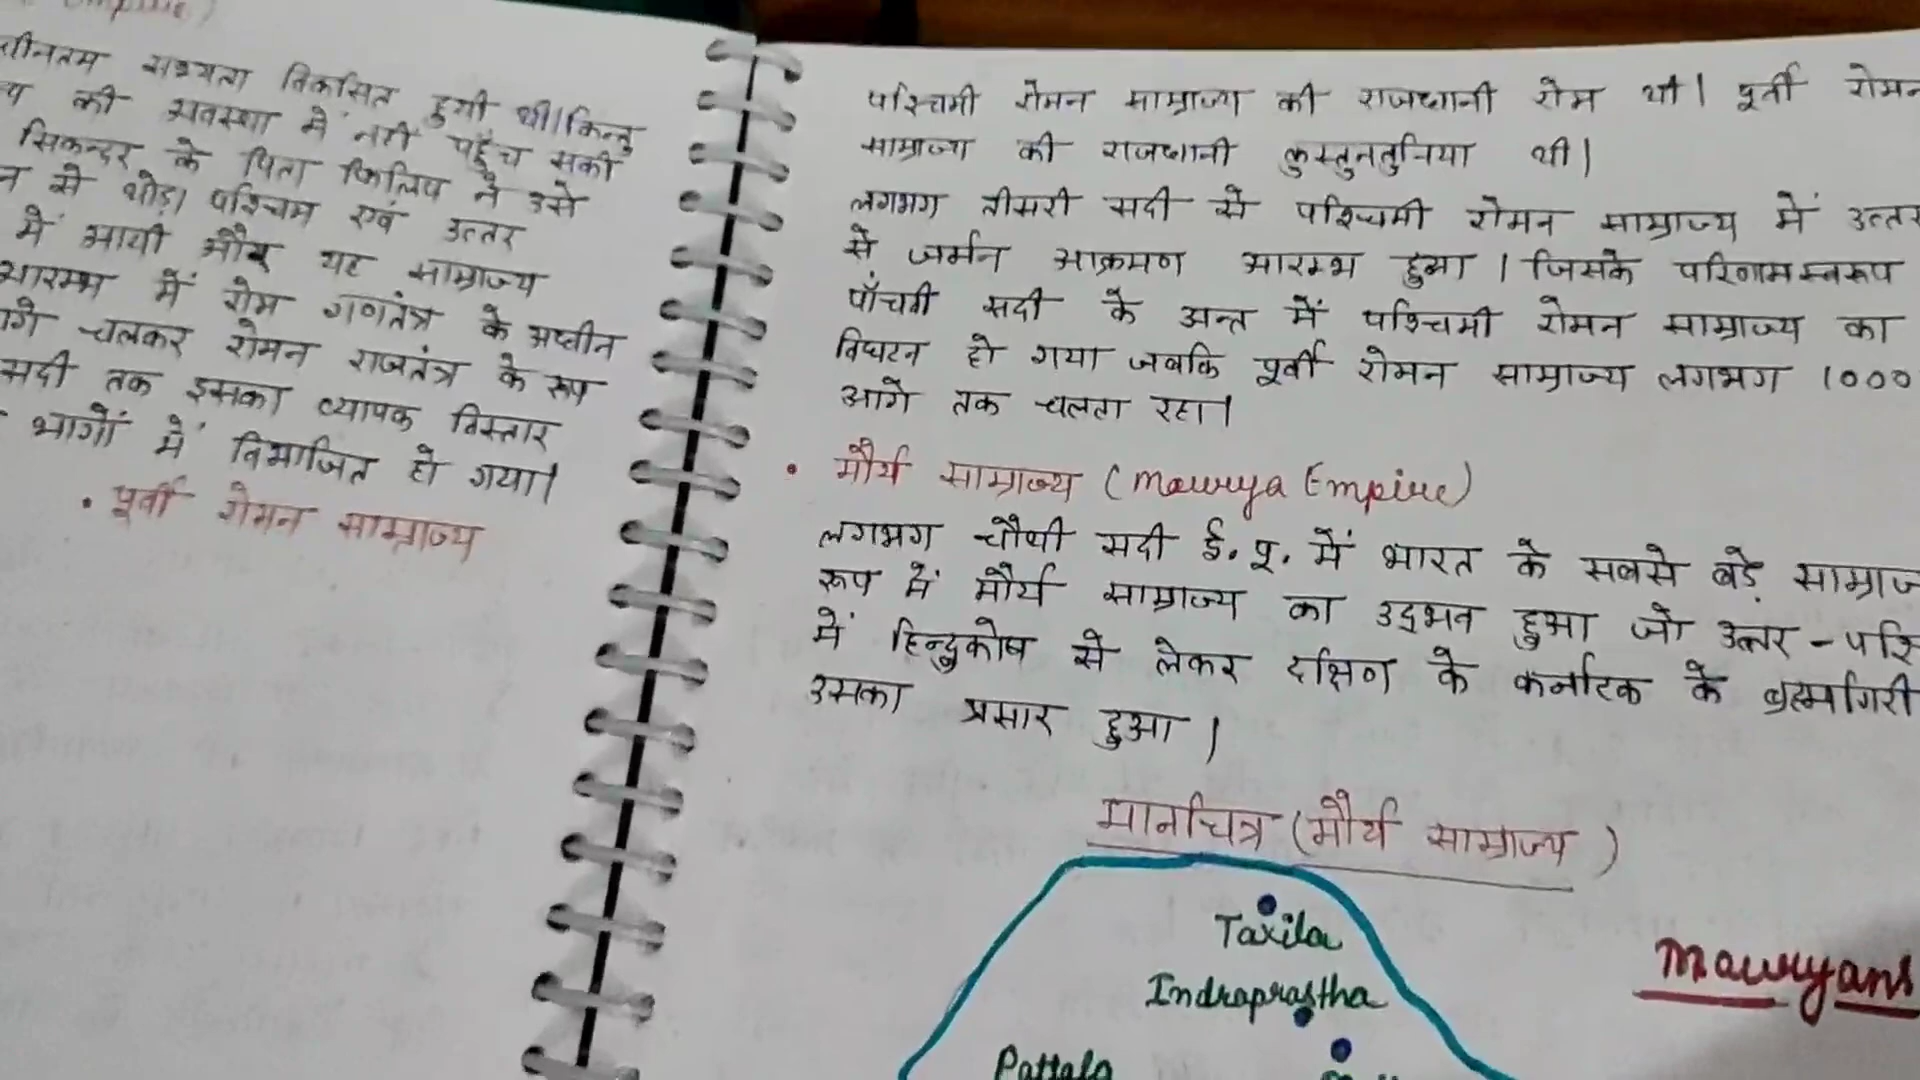 Empire)
सभ्यता विकसित हुयी थी। किन्तु
की अवस्था में नहीं पहुँच सकी
सिकन्दर के पिता फिलिप ने उसे
से थोड़ा पश्चिम एवं उत्तर
में आयी और यह साम्राज्य
आरम्भ में रोम गणतंत्र के अधीन
चलकर रोमन राजतंत्र के रूप
सदी तक इसका व्यापक विस्तार
भागों में विभाजित हो गया।
• पूर्वी रोमन साम्राज्य
पश्चिमी रोमन साम्राज्य की राजधानी रोम थी। पूर्वी रोमन
साम्राज्य की राजधानी कुस्तुनतुनिया थी।
लगभग तीसरी सदी से पश्चिमी रोमन साम्राज्य में उत्तर
से जर्मन आक्रमण आरम्भ हुआ। जिसके परिणामस्वरूप
पाँचवी सदी के अन्त में पश्चिमी रोमन साम्राज्य का
विघटन हो गया जबकि पूर्वी रोमन साम्राज्य लगभग 1000
आगे तक चलता रहा।
• मौर्य साम्राज्य (Maurya Empire)
लगभग चौथी सदी ई. पू. में भारत के सबसे बड़े
रूप में मौर्य साम्राज्य का उद्भव हुआ जो उत्तर-
में हिन्दुकोष से लेकर दक्षिण के कर्नाटक के ब्रह्मगिरी
उसका प्रसार हुआ।
मानचित्र (मौर्य साम्राज्य)
Taxila
Mauryans
Indraprastha
Pattala